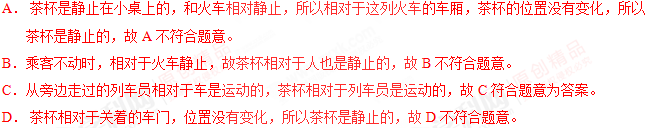 A． 茶杯是静止在小桌上的，和火车相对静止，所以相对于这列火车的车厢，茶杯的位置没有变化，所以
茶杯是静止的，故 A 不符合题意。
B．乘客不动时，相对于火车静止，故茶杯相对于人也是静止的，故 B 不符合题意。
C．从旁边走过的列车员相对于车是运动的，茶杯相对于列车员是运动的，故 C 符合题意为答案。
D． 茶杯相对于关着的车门，位置没有变化，所以茶杯是静止的，故 D 不符合题意。